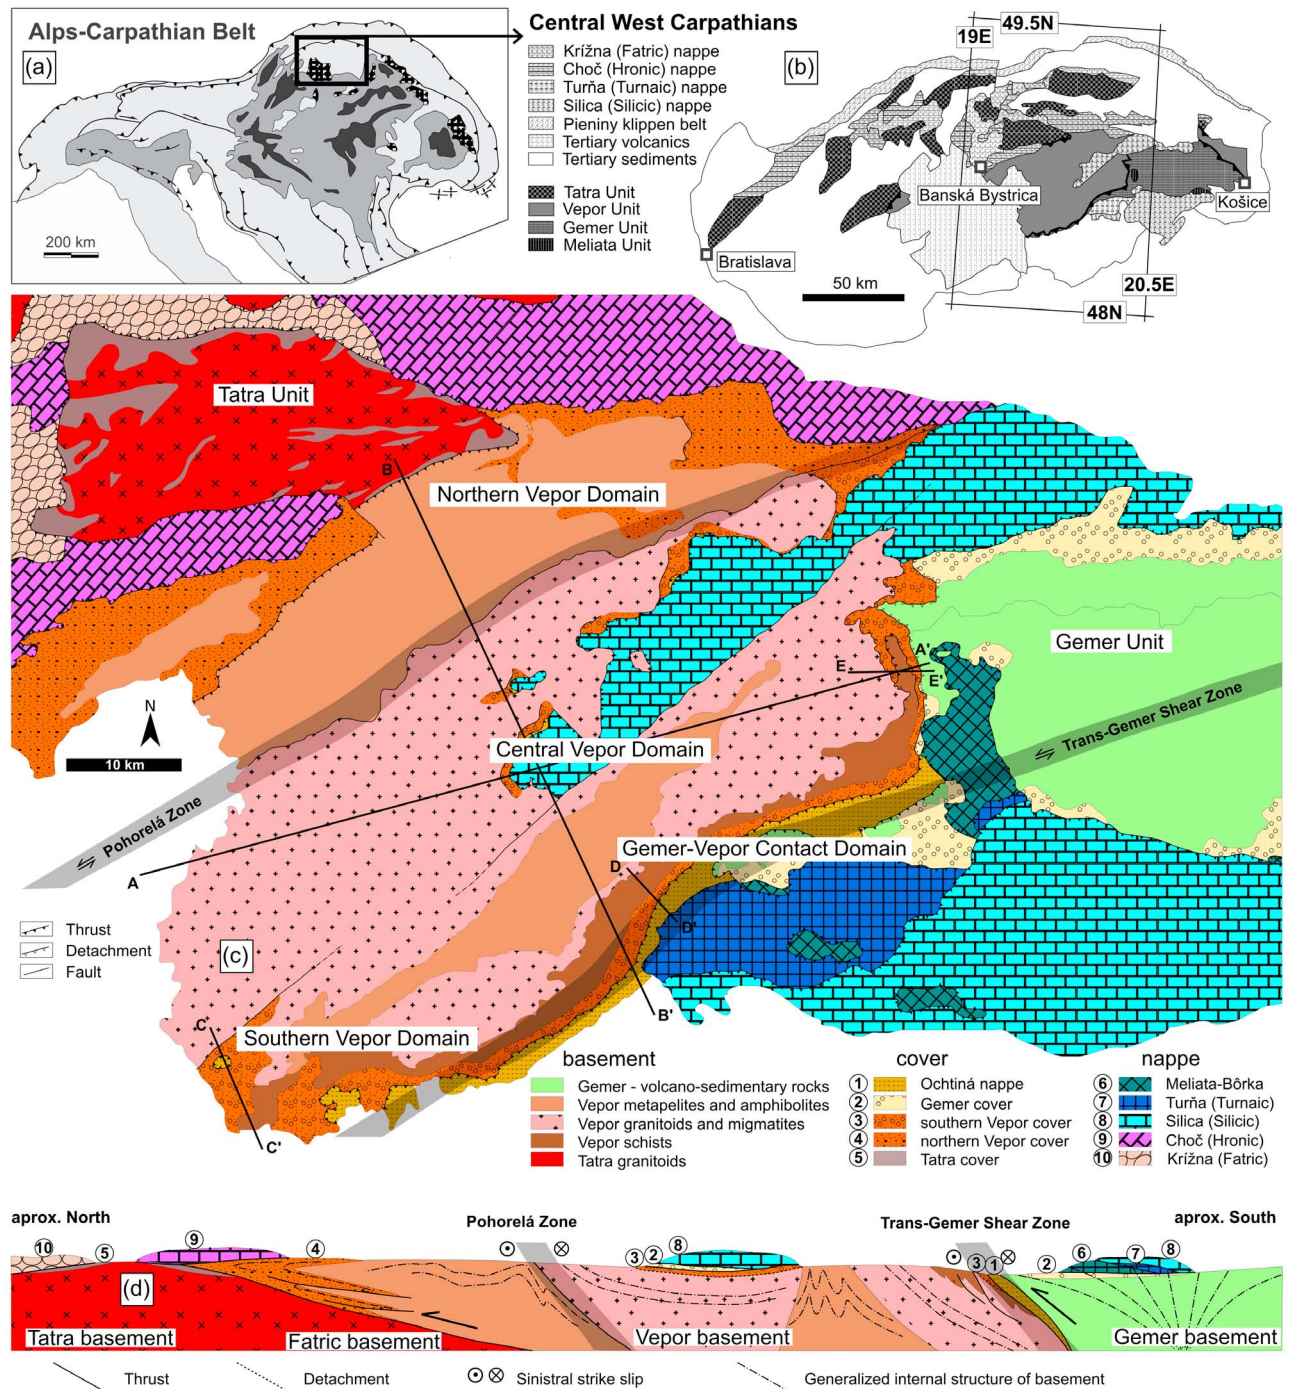 Alps-Carpathian Belt
(a)
200 km
Central West Carpathians
Krížna (Fatric) nappe
Choč (Hronic) nappe
Turňa (Turnaic) nappe
Silica (Silicic) nappe
Pieniny klippen belt
Tertiary volcanics
Tertiary sediments
Tatra Unit
Vepor Unit
Gemer Unit
Meliata Unit
(b)
49.5N
19E
Banská Bystrica
Košice
Bratislava
50 km
20.5E
48N
Tatra Unit
B
Northern Vepor Domain
Gemer Unit
A'
E
E'
N
10 km
Central Vepor Domain
Trans-Gemer Shear Zone
Pohorelá Zone
A
Gemer-Vepor Contact Domain
D
D'
Thrust
Detachment
Fault
(c)
B'
C
Southern Vepor Domain
C'
basement
Gemer - volcano-sedimentary rocks
Vepor metapelites and amphibolites
Vepor granitoids and migmatites
Vepor schists
Tatra granitoids
cover
1 Ochtiná nappe
2 Gemer cover
3 southern Vepor cover
4 northern Vepor cover
5 Tatra cover
nappe
6 Meliata-Bôrka
7 Turňa (Turnaic)
8 Silica (Silicic)
9 Choč (Hronic)
10 Krížna (Fatric)
aprox. North
Pohorelá Zone
Trans-Gemer Shear Zone
aprox. South
10 5 9 4 3 2 8 3 1 2 6 7 8
(d)
Tatra basement
Fatric basement
Vepor basement
Gemer basement
Thrust
Detachment
Sinistral strike slip
Generalized internal structure of basement